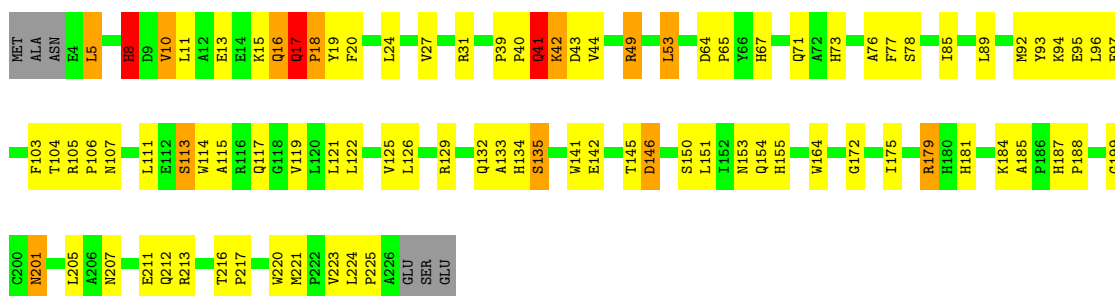 MET ALA ASN E4 L5 H8 D9 V10 L11 A12 E13 E14 K15 Q16 Q17 P18 Y19 F20 L24 V27 R31 P39 P40 Q41 K42 D43 V44 R49 L53 D64 P65 Y66 H67 Q71 A72 H73 A76 F77 S78 I85 L89 M92 Y93 K94 E95 L96
F103 T104 R105 P106 N107 L111 E112 S113 W114 A115 R116 Q117 G118 V119 L120 L121 L122 V125 L126 R129 Q132 A133 H134 S135 W141 E142 T145 D146 S150 L151 I152 N153 Q154 H155 W164 G172 I175 R179 H180 H181 K184 A185 P186 H187 P188
C200 N201 L205 A206 N207 E211 Q212 R213 T216 P217 W220 M221 P222 V223 L224 P225 A226 GLU SER GLU